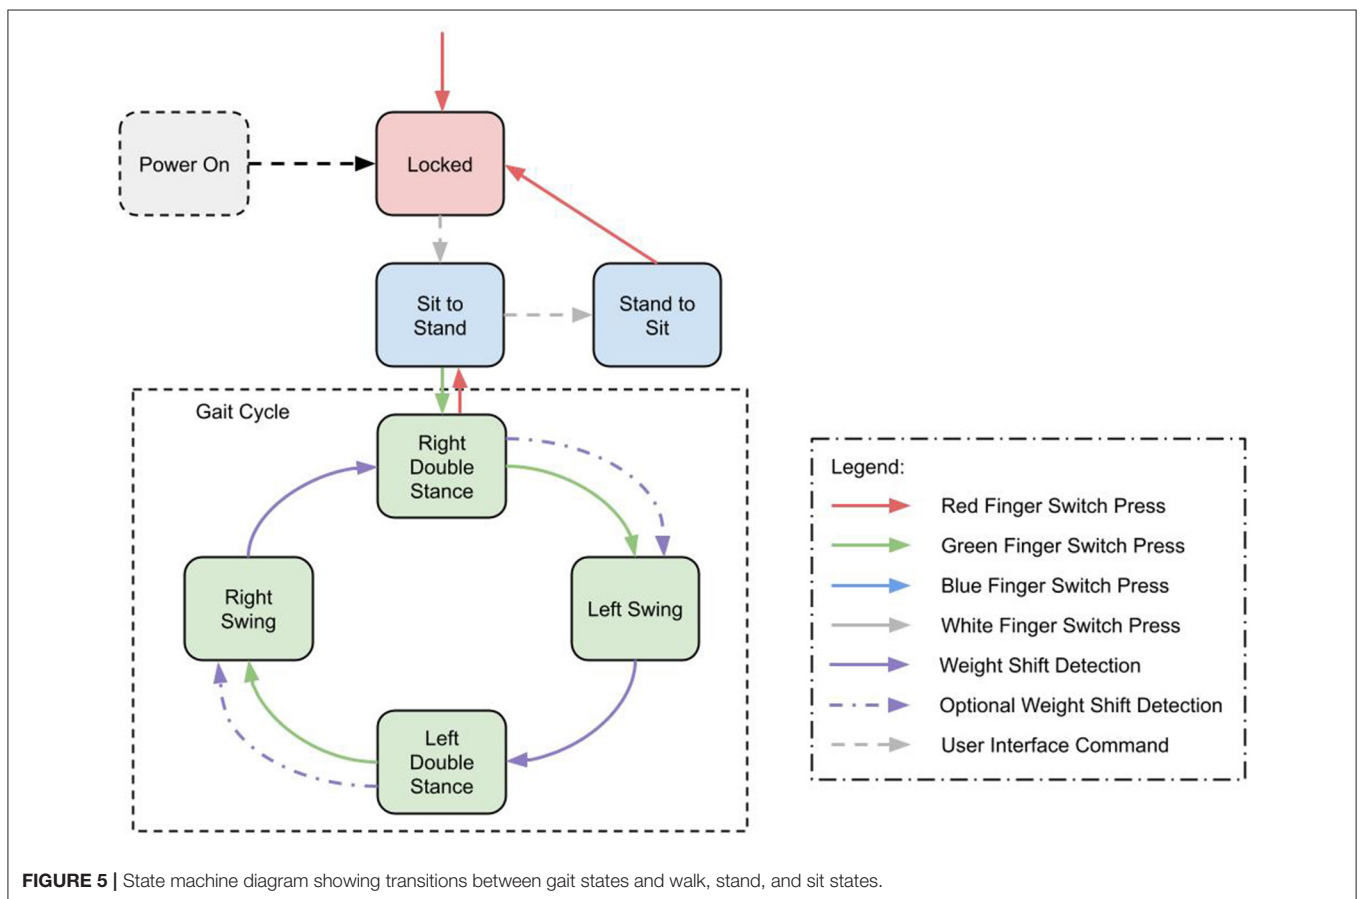 Power On
Locked
Sit to
Stand
Stand to
Sit
Gait Cycle
Right
Double
Stance
Right
Swing
Left Swing
Left
Double
Stance
Legend:
Red Finger Switch Press
Green Finger Switch Press
Blue Finger Switch Press
White Finger Switch Press
Weight Shift Detection
Optional Weight Shift Detection
User Interface Command
FIGURE 5 | State machine diagram showing transitions between gait states and walk, stand, and sit states.